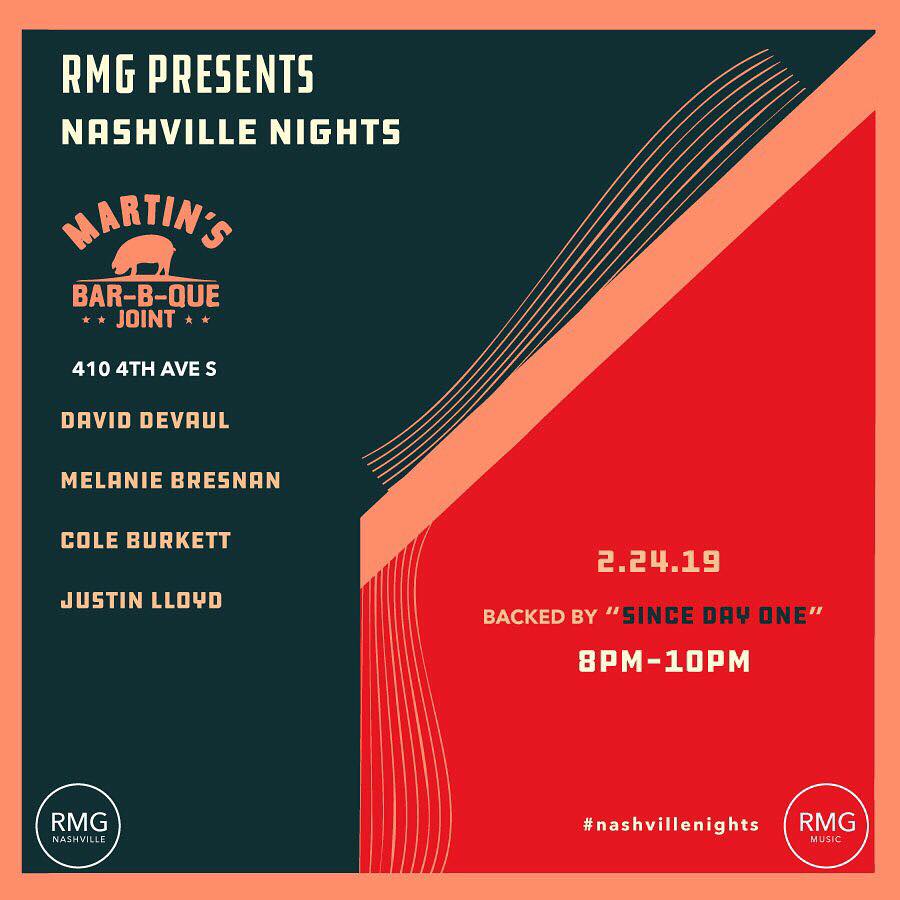 RMG PRESENTS
NASHVILLE NIGHTS
MARTIN'S
BAR-B-QUE
JOINT
410 4TH AVE S
DAVID DEVAUL
MELANIE BRESNAN
COLE BURKETT
JUSTIN LLOYD
2.24.19
BACKED BY "SINCE DAY ONE"
8PM-10PM
RMG
NASHVILLE
#nashvillenights
RMG
MUSIC